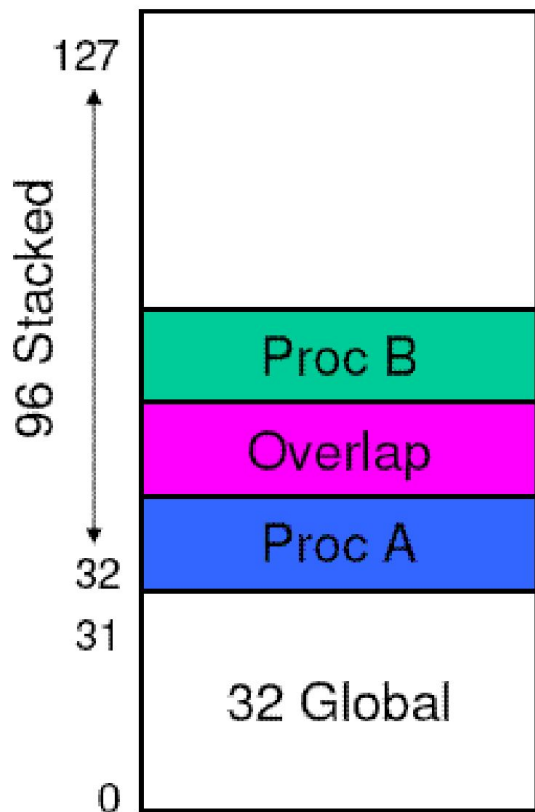 127
96 Stacked
Proc B
Overlap
Proc A
32
31
32 Global
0